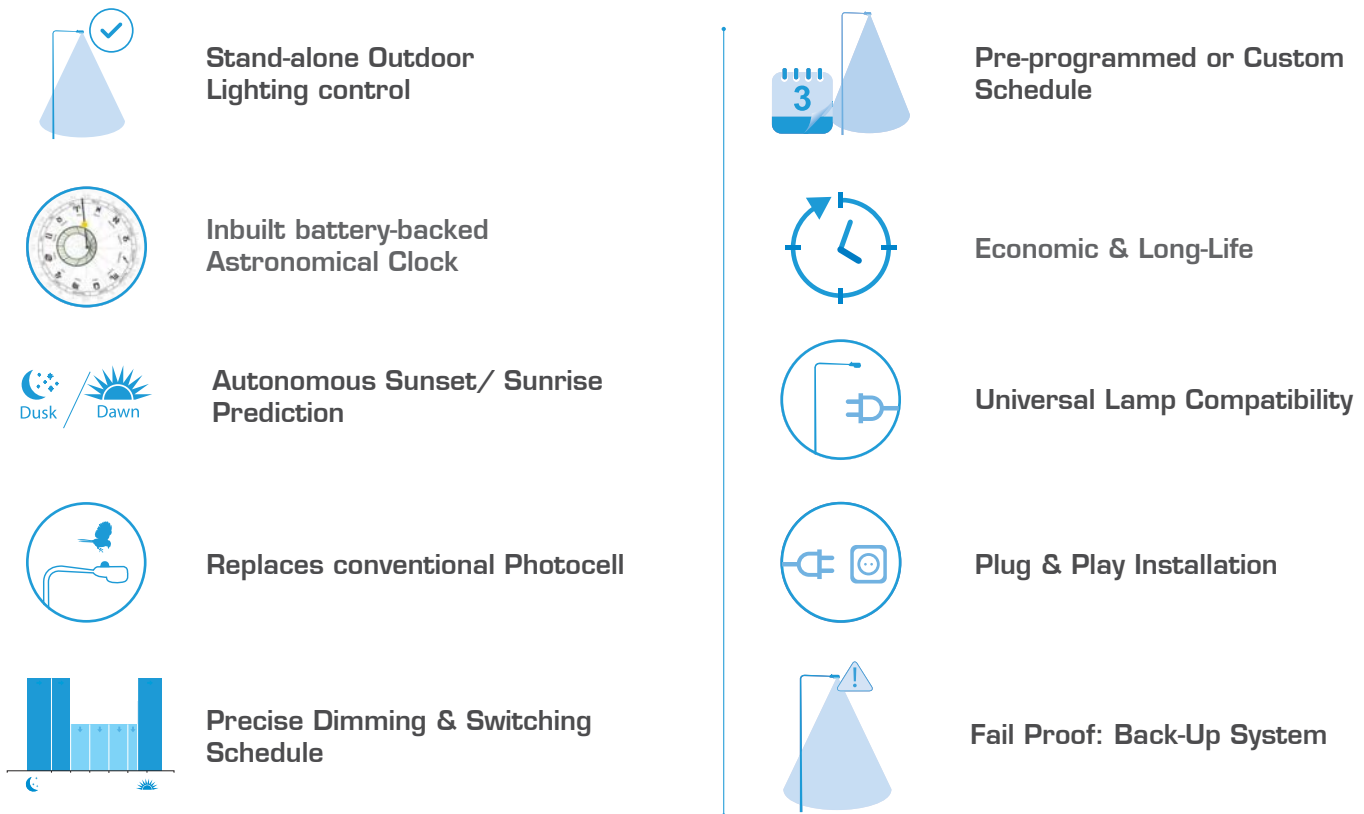 Stand-alone Outdoor
Lighting control
Inbuilt battery-backed
Astronomical Clock
Dusk
Dawn
Autonomous Sunset/ Sunrise
Prediction
Replaces conventional Photocell
Precise Dimming & Switching
Schedule
3
Pre-programmed or Custom
Schedule
Economic & Long-Life
Universal Lamp Compatibility
Plug & Play Installation
!
Fail Proof: Back-Up System